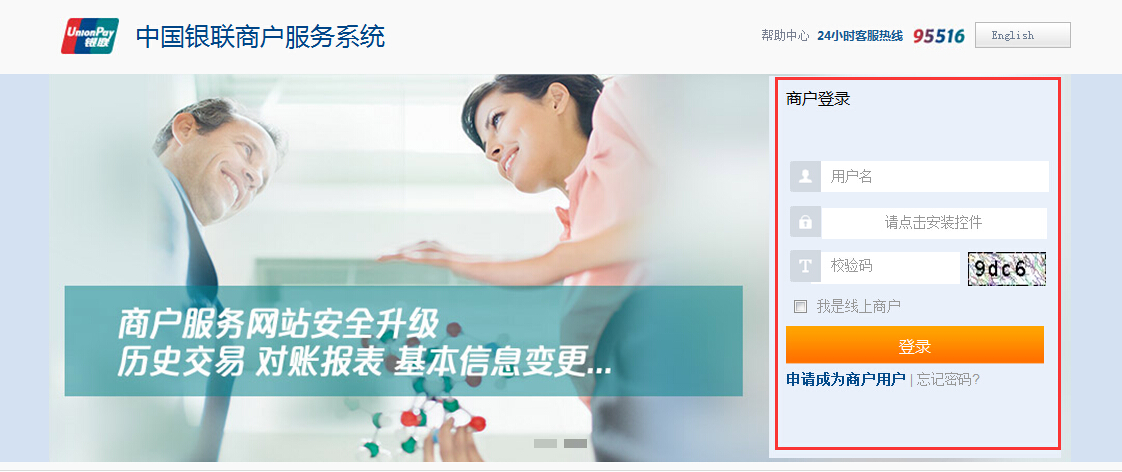 UnionPay
银联
中国银联商户服务系统
帮助中心 24小时客服热线 95516 English
商户登录
用户名
请点击安装控件
校验码 9dc6
我是线上商户
登录
申请成为商户用户 | 忘记密码?
商户服务网站安全升级
历史交易 对账报表 基本信息变更...